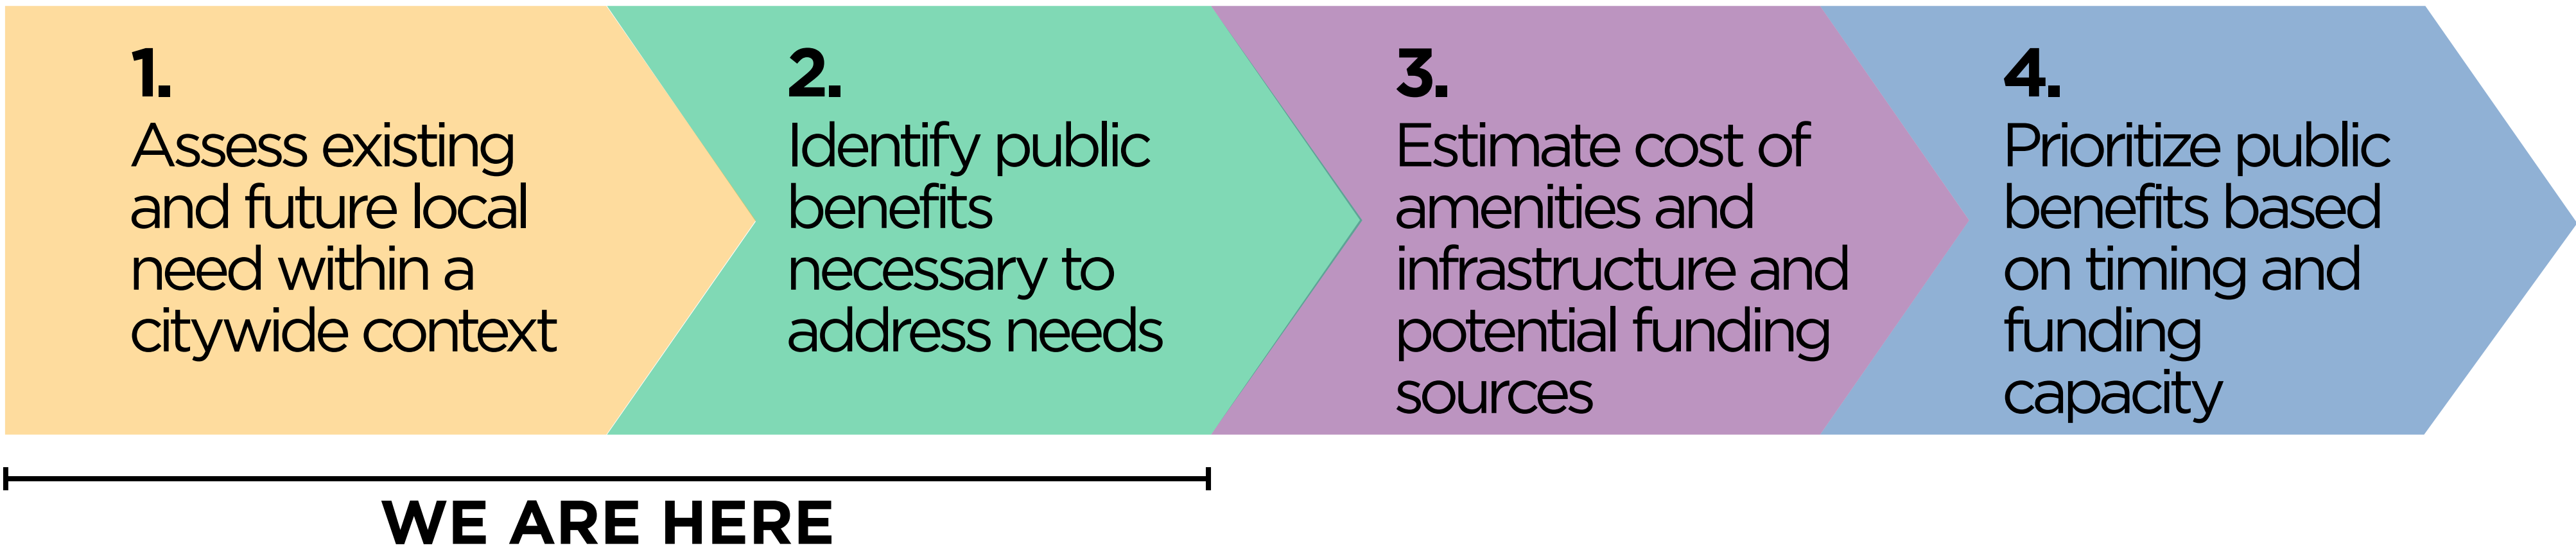 1.
Assess existing
and future local
need within a
citywide context
2.
Identify public
benefits
necessary to
address needs
3.
Estimate cost of
amenities and
infrastructure and
potential funding
sources
4.
Prioritize public
benefits based
on timing and
funding
capacity
WE ARE HERE